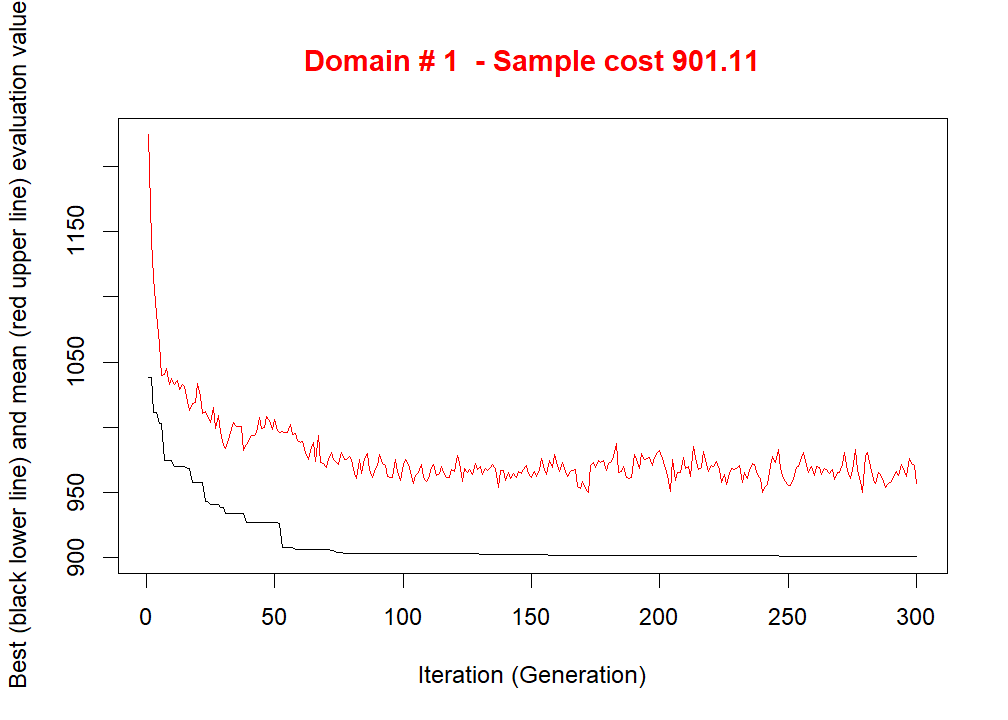 Domain # 1  - Sample cost 901.11
Best (black lower line) and mean (red upper line) evaluation value
1150
1050
950
900
0 50 100 150 200 250 300
Iteration (Generation)